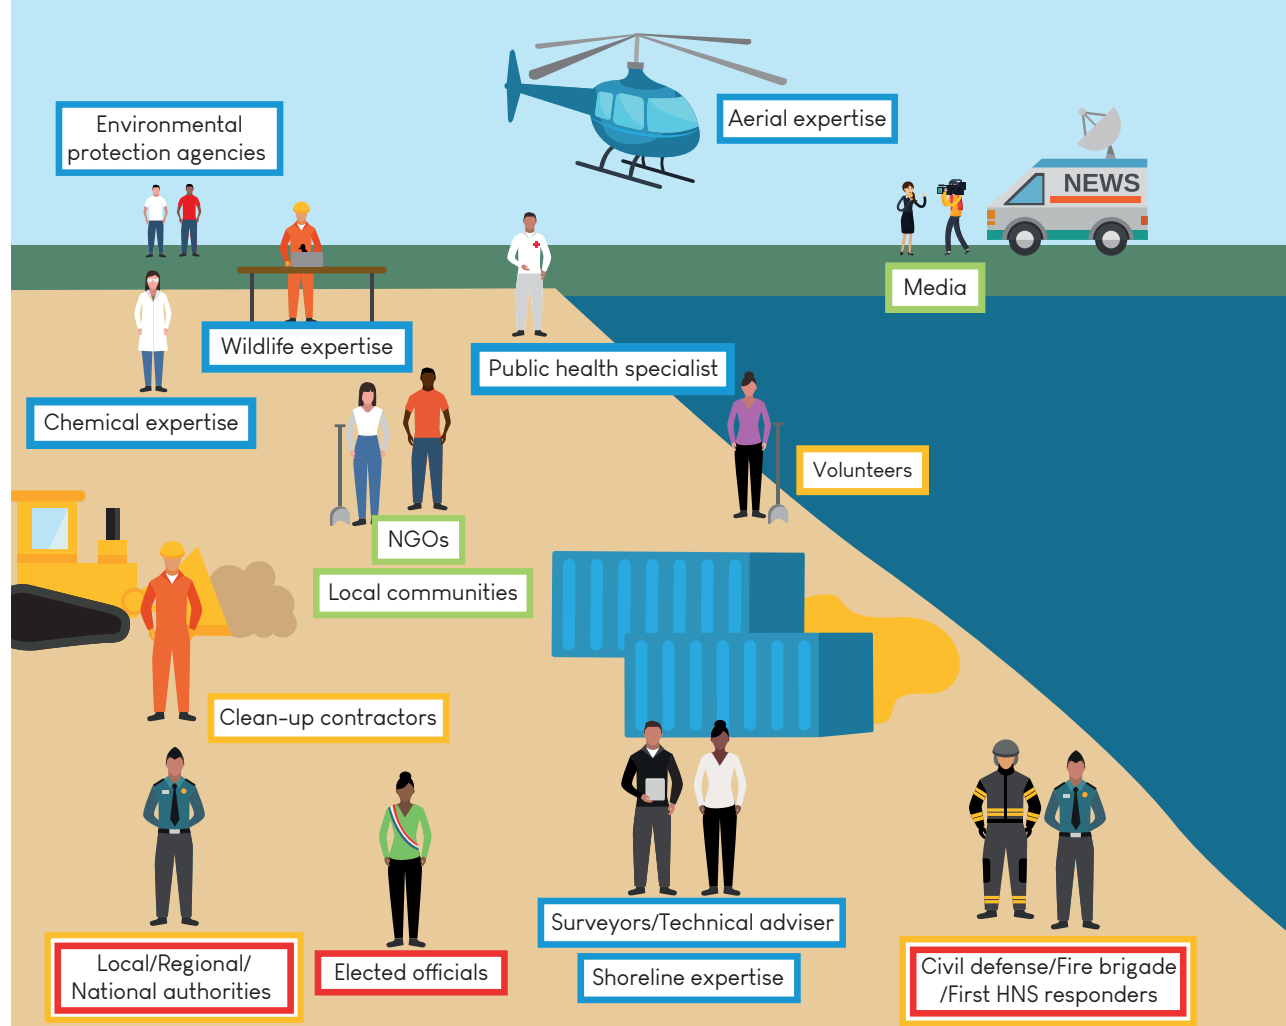 Environmental
protection agencies
Aerial expertise
NEWS
Media
Wildlife expertise
Public health specialist
Chemical expertise
Volunteers
NGOs
Local communities
Clean-up contractors
Surveyors/Technical adviser
Shoreline expertise
Local/Regional/
National authorities
Elected officials
Civil defense/Fire brigade
/First HNS responders